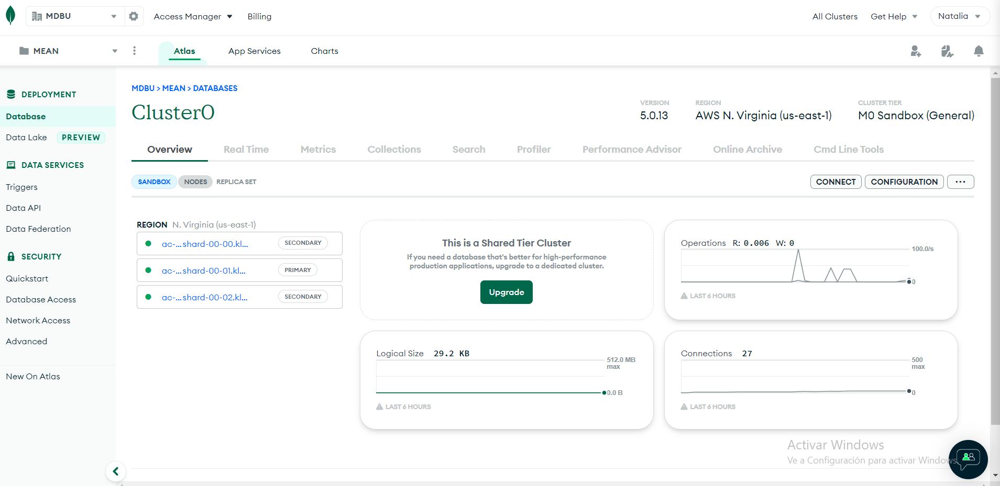 MDBU
Access Manager
Billing
All Clusters
Get Help
Natalia
MEAN
Atlas
App Services
Charts
DEPLOYMENT
Database
Data Lake PREVIEW
DATA SERVICES
Triggers
Data API
Data Federation
SECURITY
Quickstart
Database Access
Network Access
Advanced
New On Atlas
MDBU > MEAN > DATABASES
Cluster0
VERSION
5.0.13
REGION
AWS N. Virginia (us-east-1)
CLUSTER TIER
M0 Sandbox (General)
Overview
Real Time
Metrics
Collections
Search
Profiler
Performance Advisor
Online Archive
Cmd Line Tools
SANDBOX NODES REPLICA SET
CONNECT
CONFIGURATION
...
REGION N. Virginia (us-east-1)
ac-...shard-00-00.kl... SECONDARY
ac-...shard-00-01.kl... PRIMARY
ac-...shard-00-02.kl... SECONDARY
This is a Shared Tier Cluster
If you need a database that's better for high-performance
production applications, upgrade to a dedicated cluster.
Upgrade
Operations R: 0.006 W: 0
100.0/s
0
LAST 6 HOURS
Logical Size 29.2 KB
512.0 MB
max
0.0 B
LAST 6 HOURS
Connections 27
500
max
0
LAST 6 HOURS
Activar Windows
Ve a Configuración para activar Windows.